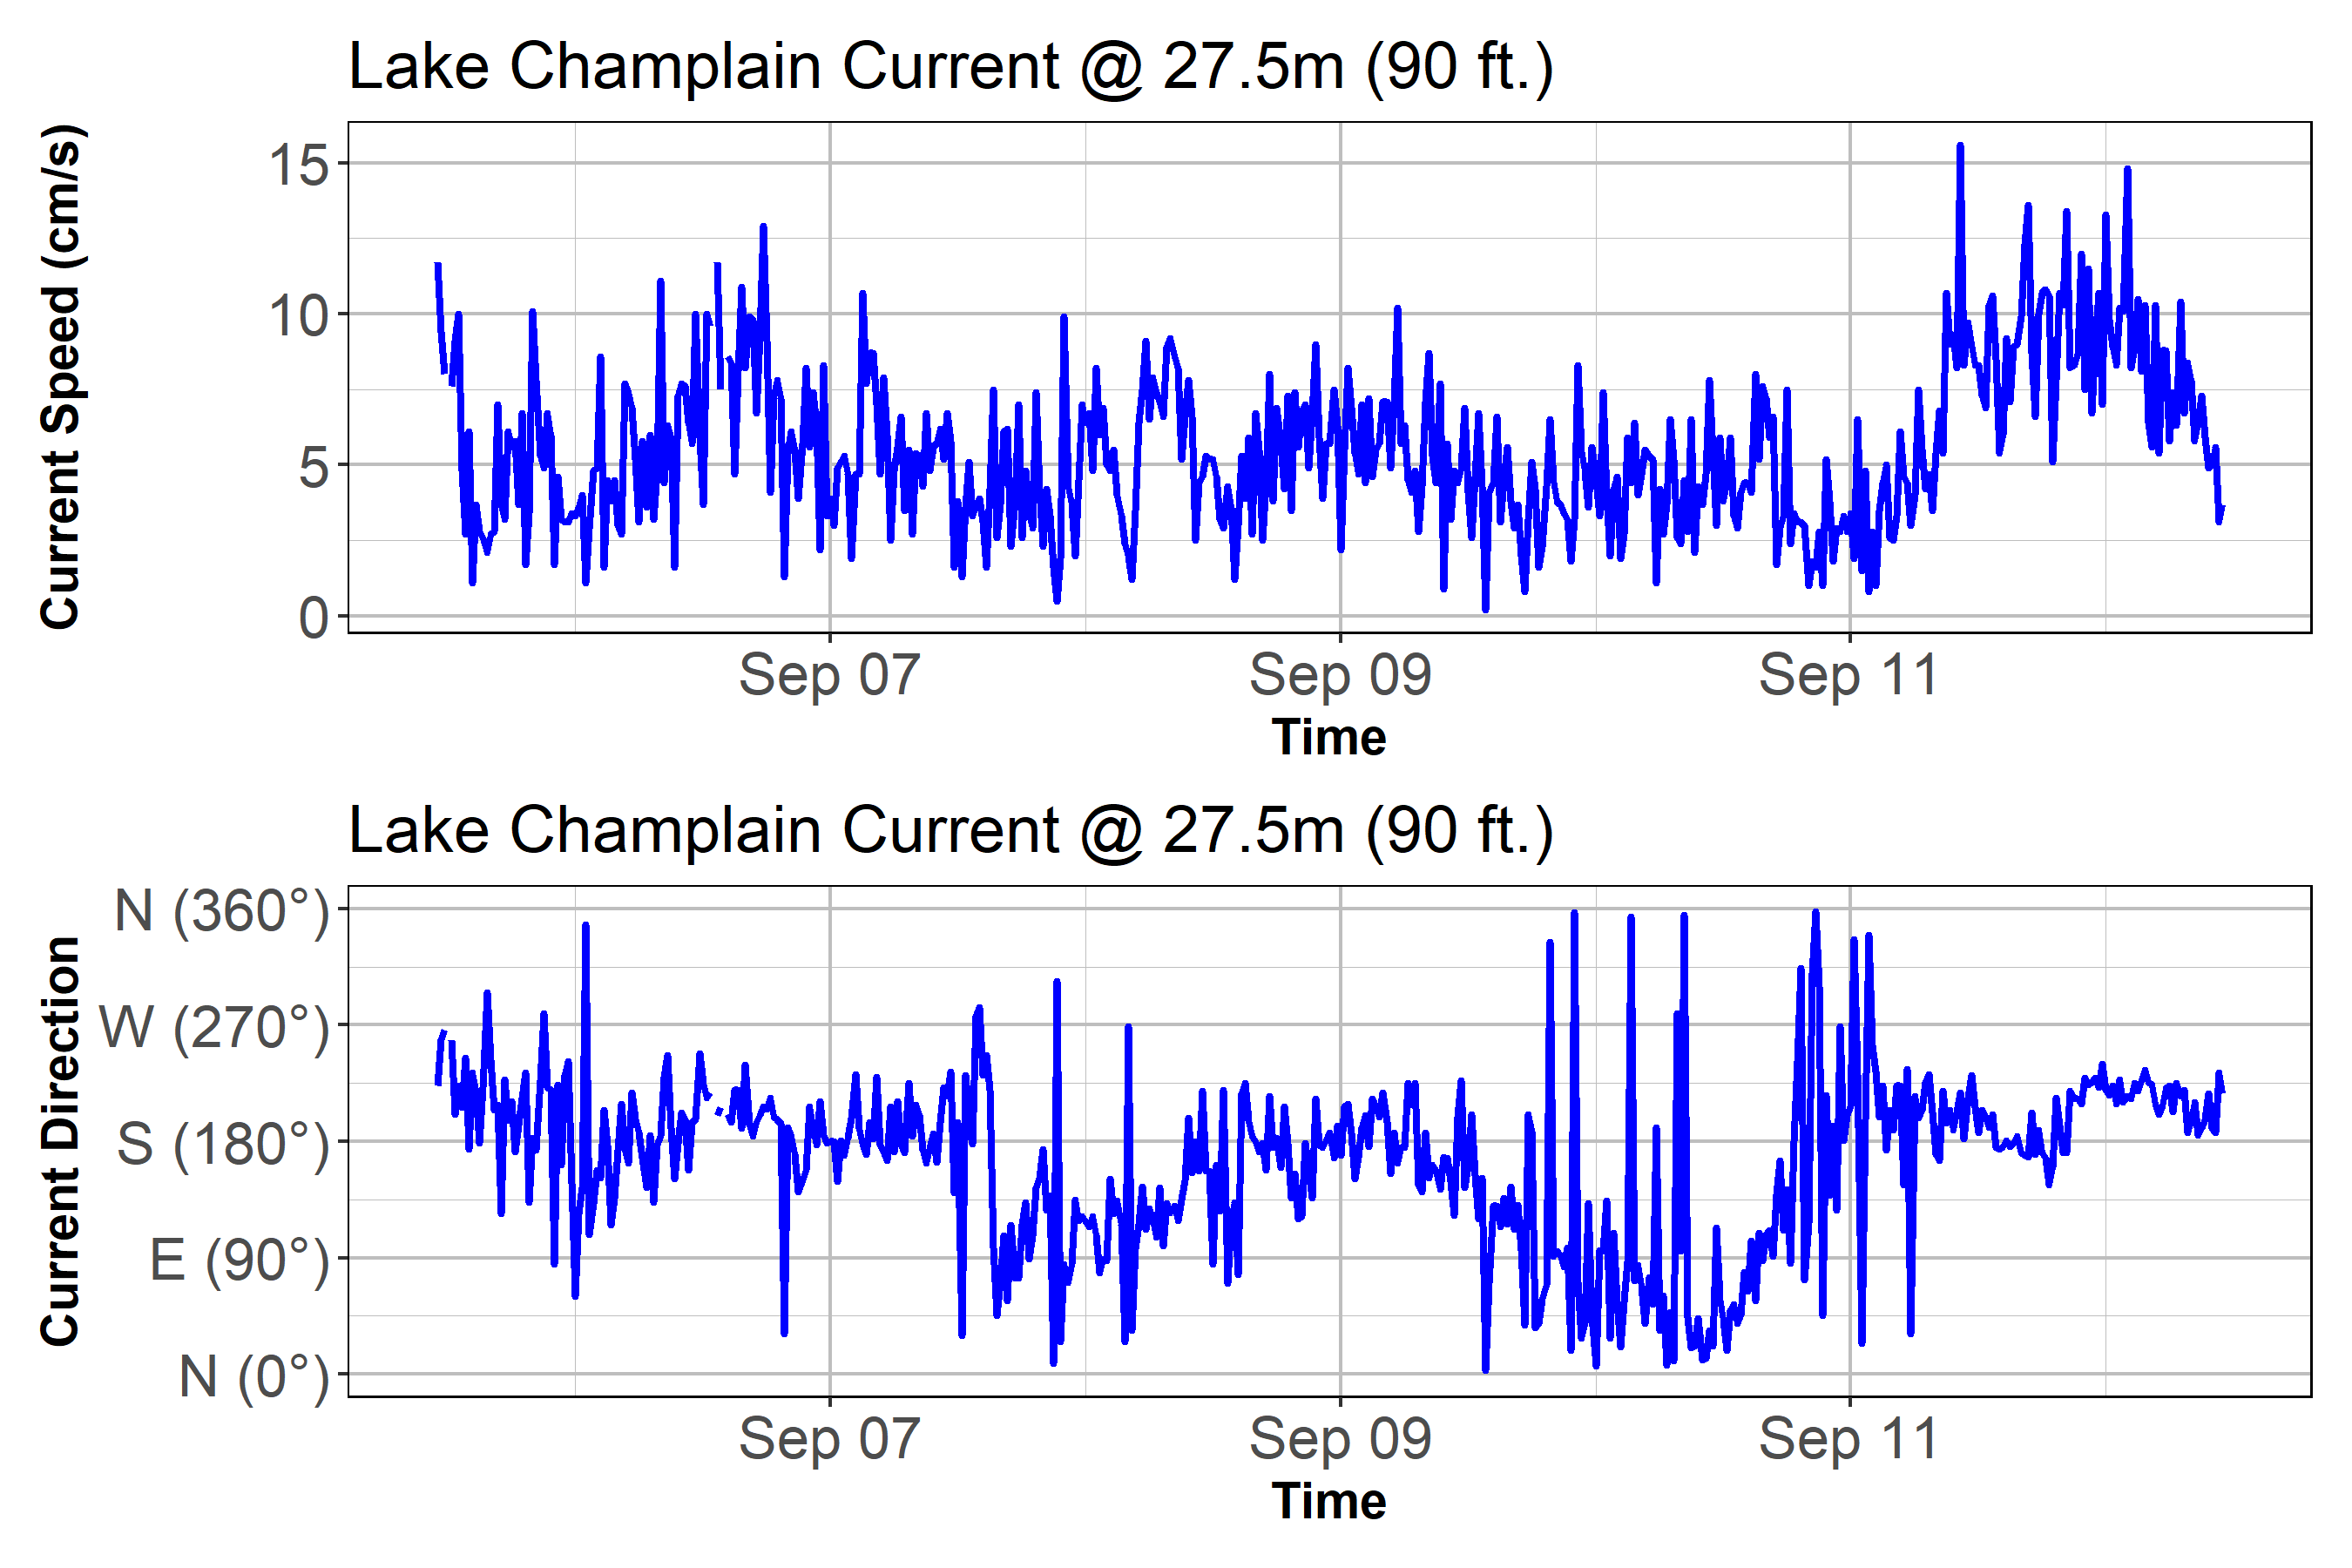 Lake Champlain Current @ 27.5m (90 ft.)
Current Speed (cm/s)
15
10
5
0
Sep 07
Sep 09
Sep 11
Time
Lake Champlain Current @ 27.5m (90 ft.)
Current Direction
N (360°)
W (270°)
S (180°)
E (90°)
N (0°)
Sep 07
Sep 09
Sep 11
Time